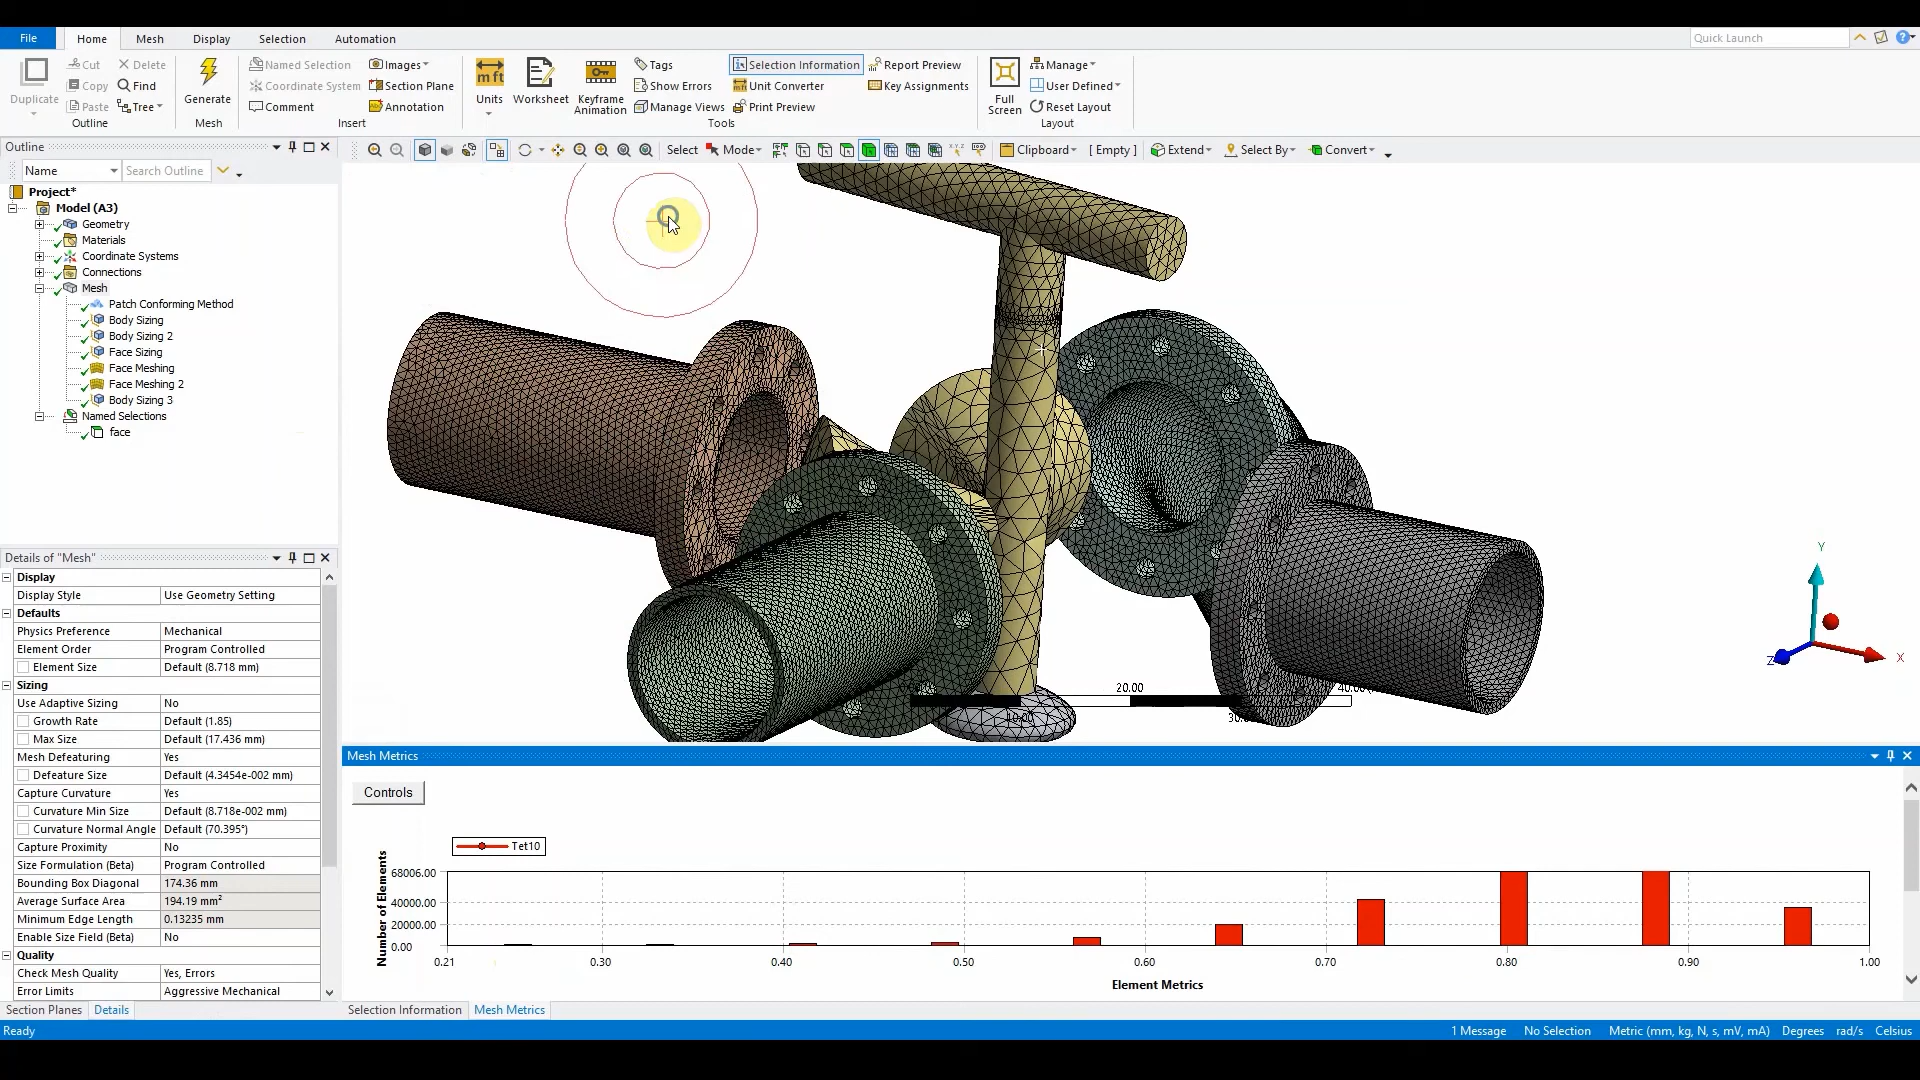 File Home Mesh Display Selection Automation Quick Launch
Cut Delete Named Selection Images Tags Selection Information Report Preview Manage
Copy Find Coordinate System Section Plane Show Errors Unit Converter Key Assignments User Defined
Duplicate Paste Tree Generate Comment Annotation Units Worksheet Keyframe Animation Manage Views Print Preview Full Screen Reset Layout
Outline Mesh Insert Tools Layout
Outline Select Mode Clipboard [ Empty ] Extend Select By Convert
Name Search Outline
Project*
Model (A3)
Geometry
Materials
Coordinate Systems
Connections
Mesh
Patch Conforming Method
Body Sizing
Body Sizing 2
Face Sizing
Face Meshing
Face Meshing 2
Body Sizing 3
Named Selections
face
Y
X
Z
20.00 40.00
10.00 30.00
Details of "Mesh"
Display
Display Style Use Geometry Setting
Defaults
Physics Preference Mechanical
Element Order Program Controlled
Element Size Default (8.718 mm)
Sizing
Use Adaptive Sizing No
Growth Rate Default (1.85)
Max Size Default (17.436 mm)
Mesh Defeaturing Yes
Defeature Size Default (4.3454e-002 mm)
Capture Curvature Yes
Curvature Min Size Default (8.718e-002 mm)
Curvature Normal Angle Default (70.395°)
Capture Proximity No
Size Formulation (Beta) Program Controlled
Bounding Box Diagonal 174.36 mm
Average Surface Area 194.19 mm²
Minimum Edge Length 0.13235 mm
Enable Size Field (Beta) No
Quality
Check Mesh Quality Yes, Errors
Error Limits Aggressive Mechanical
Section Planes Details
Mesh Metrics
Controls
Tet10
Number of Elements
68006.00
40000.00
20000.00
0.00
0.21 0.30 0.40 0.50 0.60 0.70 0.80 0.90 1.00
Element Metrics
Selection Information Mesh Metrics
Ready 1 Message No Selection Metric (mm, kg, N, s, mV, mA) Degrees rad/s Celsius